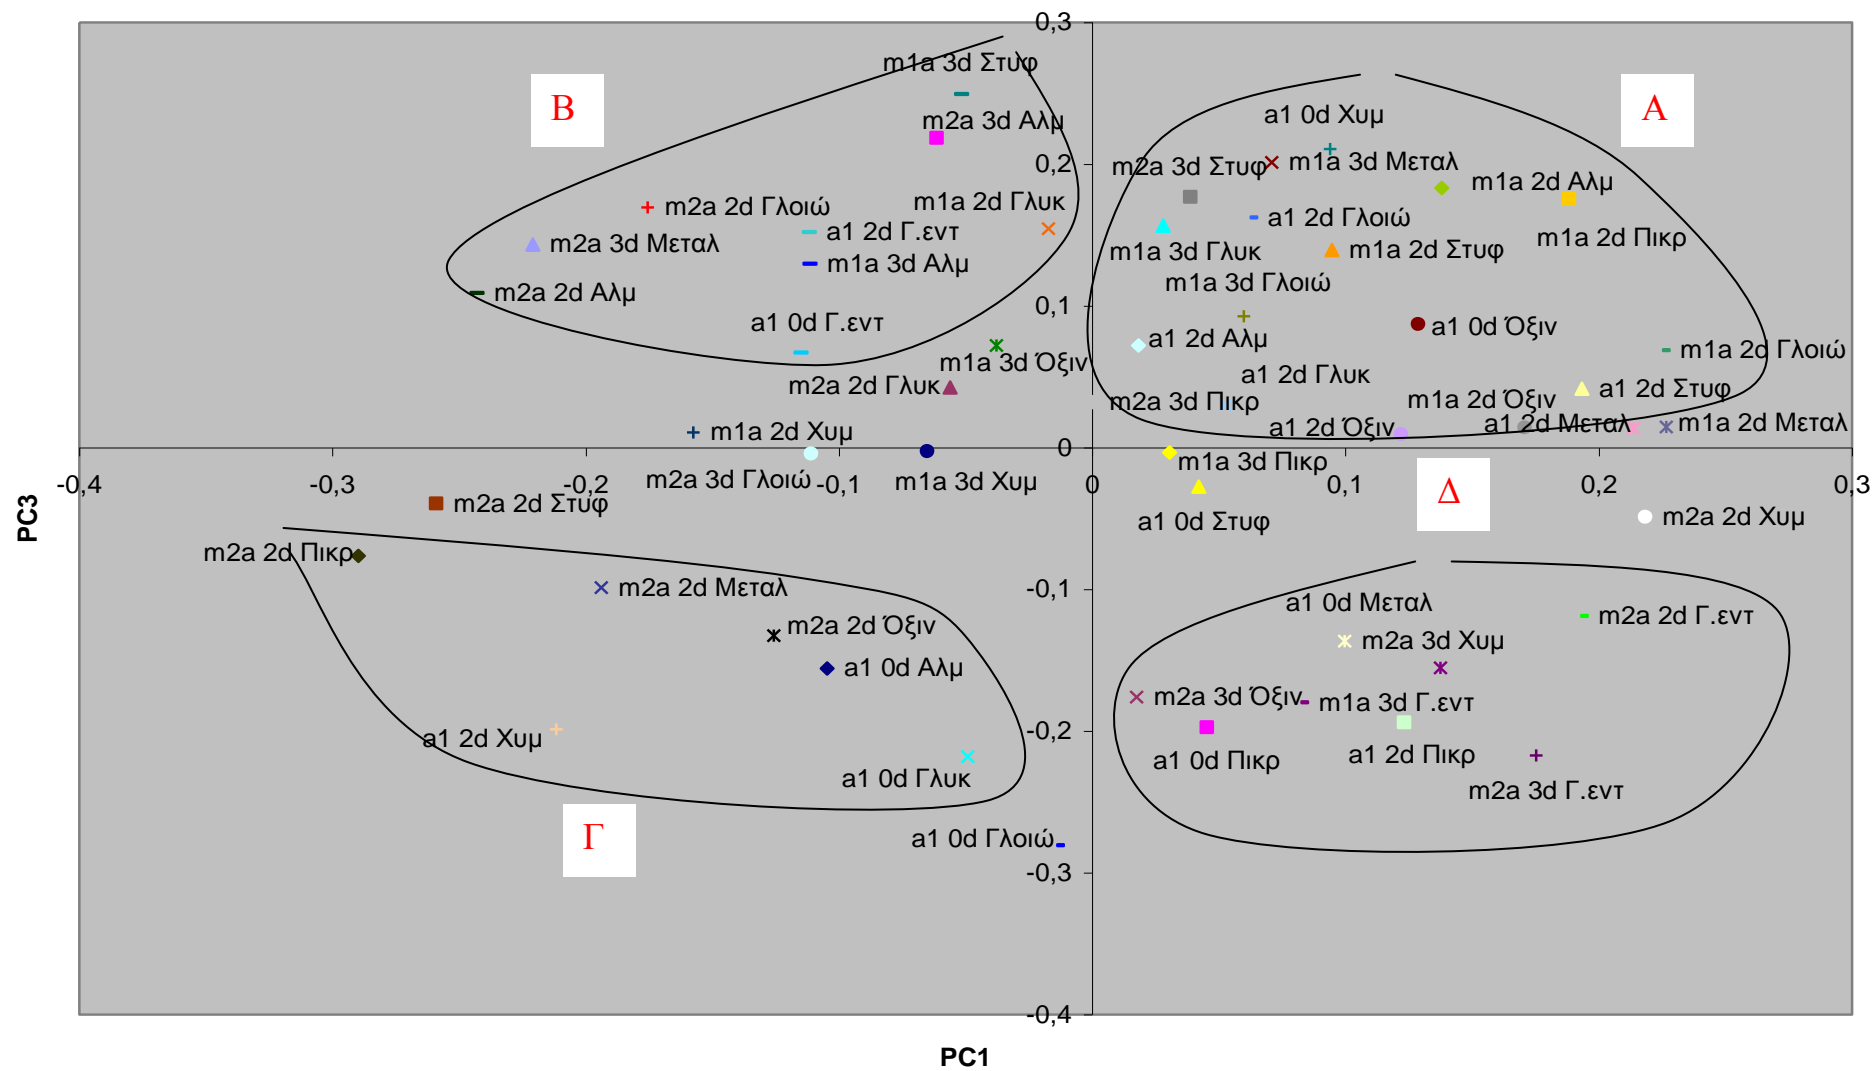 0,3
m1a 3d Στυφ
Β
Α
m2a 3d Αλμ
a1 0d Χυμ
0,2
m2a 3d Στυφ
m1a 3d Μεταλ
m1a 2d Αλμ
m2a 2d Γλοιώ
m1a 2d Γλυκ
a1 2d Γλοιώ
m2a 3d Μεταλ
a1 2d Γ.εντ
m1a 3d Γλυκ
m1a 2d Στυφ
m1a 2d Πικρ
m1a 3d Αλμ
m1a 3d Γλοιώ
m2a 2d Αλμ
0,1
a1 0d Γ.εντ
a1 2d Αλμ
a1 0d Όξιν
m1a 3d Όξιν
m1a 2d Γλοιώ
m2a 2d Γλυκ
a1 2d Γλυκ
a1 2d Στυφ
m2a 3d Πικρ
m1a 2d Όξιν
m1a 2d Χυμ
a1 2d Όξιν
a1 2d Μεταλ
m1a 2d Μεταλ
0
m2a 3d Γλοιώ
m1a 3d Χυμ
m1a 3d Πικρ
-0,4
-0,3
-0,2
-0,1
0
0,1
Δ
0,2
0,3
m2a 2d Στυφ
a1 0d Στυφ
m2a 2d Χυμ
PC3
m2a 2d Πικρ
m2a 2d Μεταλ
-0,1
a1 0d Μεταλ
m2a 2d Γ.εντ
m2a 2d Όξιν
m2a 3d Χυμ
a1 0d Αλμ
m2a 3d Όξιν
m1a 3d Γ.εντ
a1 2d Χυμ
-0,2
a1 0d Πικρ
a1 2d Πικρ
a1 0d Γλυκ
m2a 3d Γ.εντ
Γ
a1 0d Γλοιώ
-0,3
-0,4
PC1